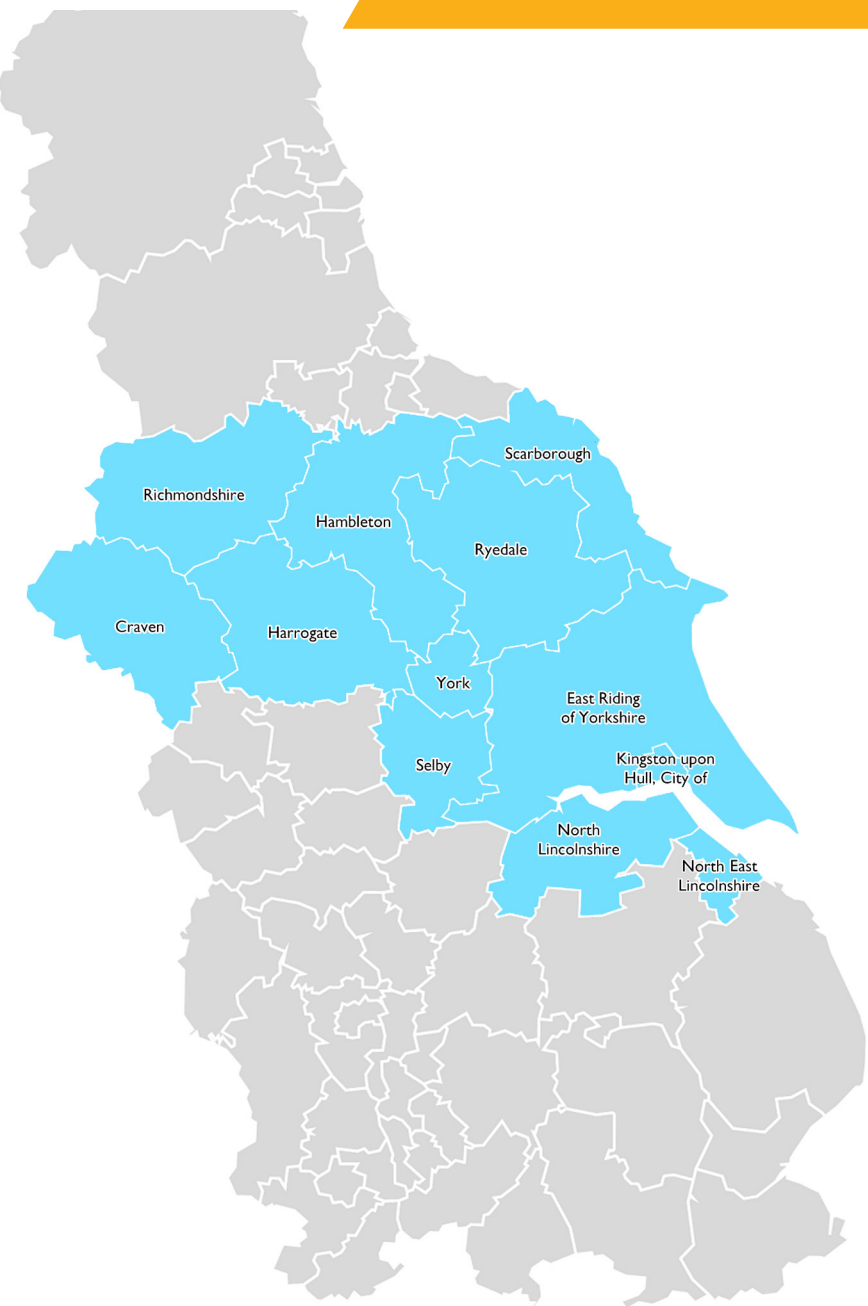 Scarborough
Richmondshire
Hambleton
Ryedale
Craven
Harrogate
York
East Riding
of Yorkshire
Selby
Kingston upon
Hull, City of
North
Lincolnshire
North East
Lincolnshire